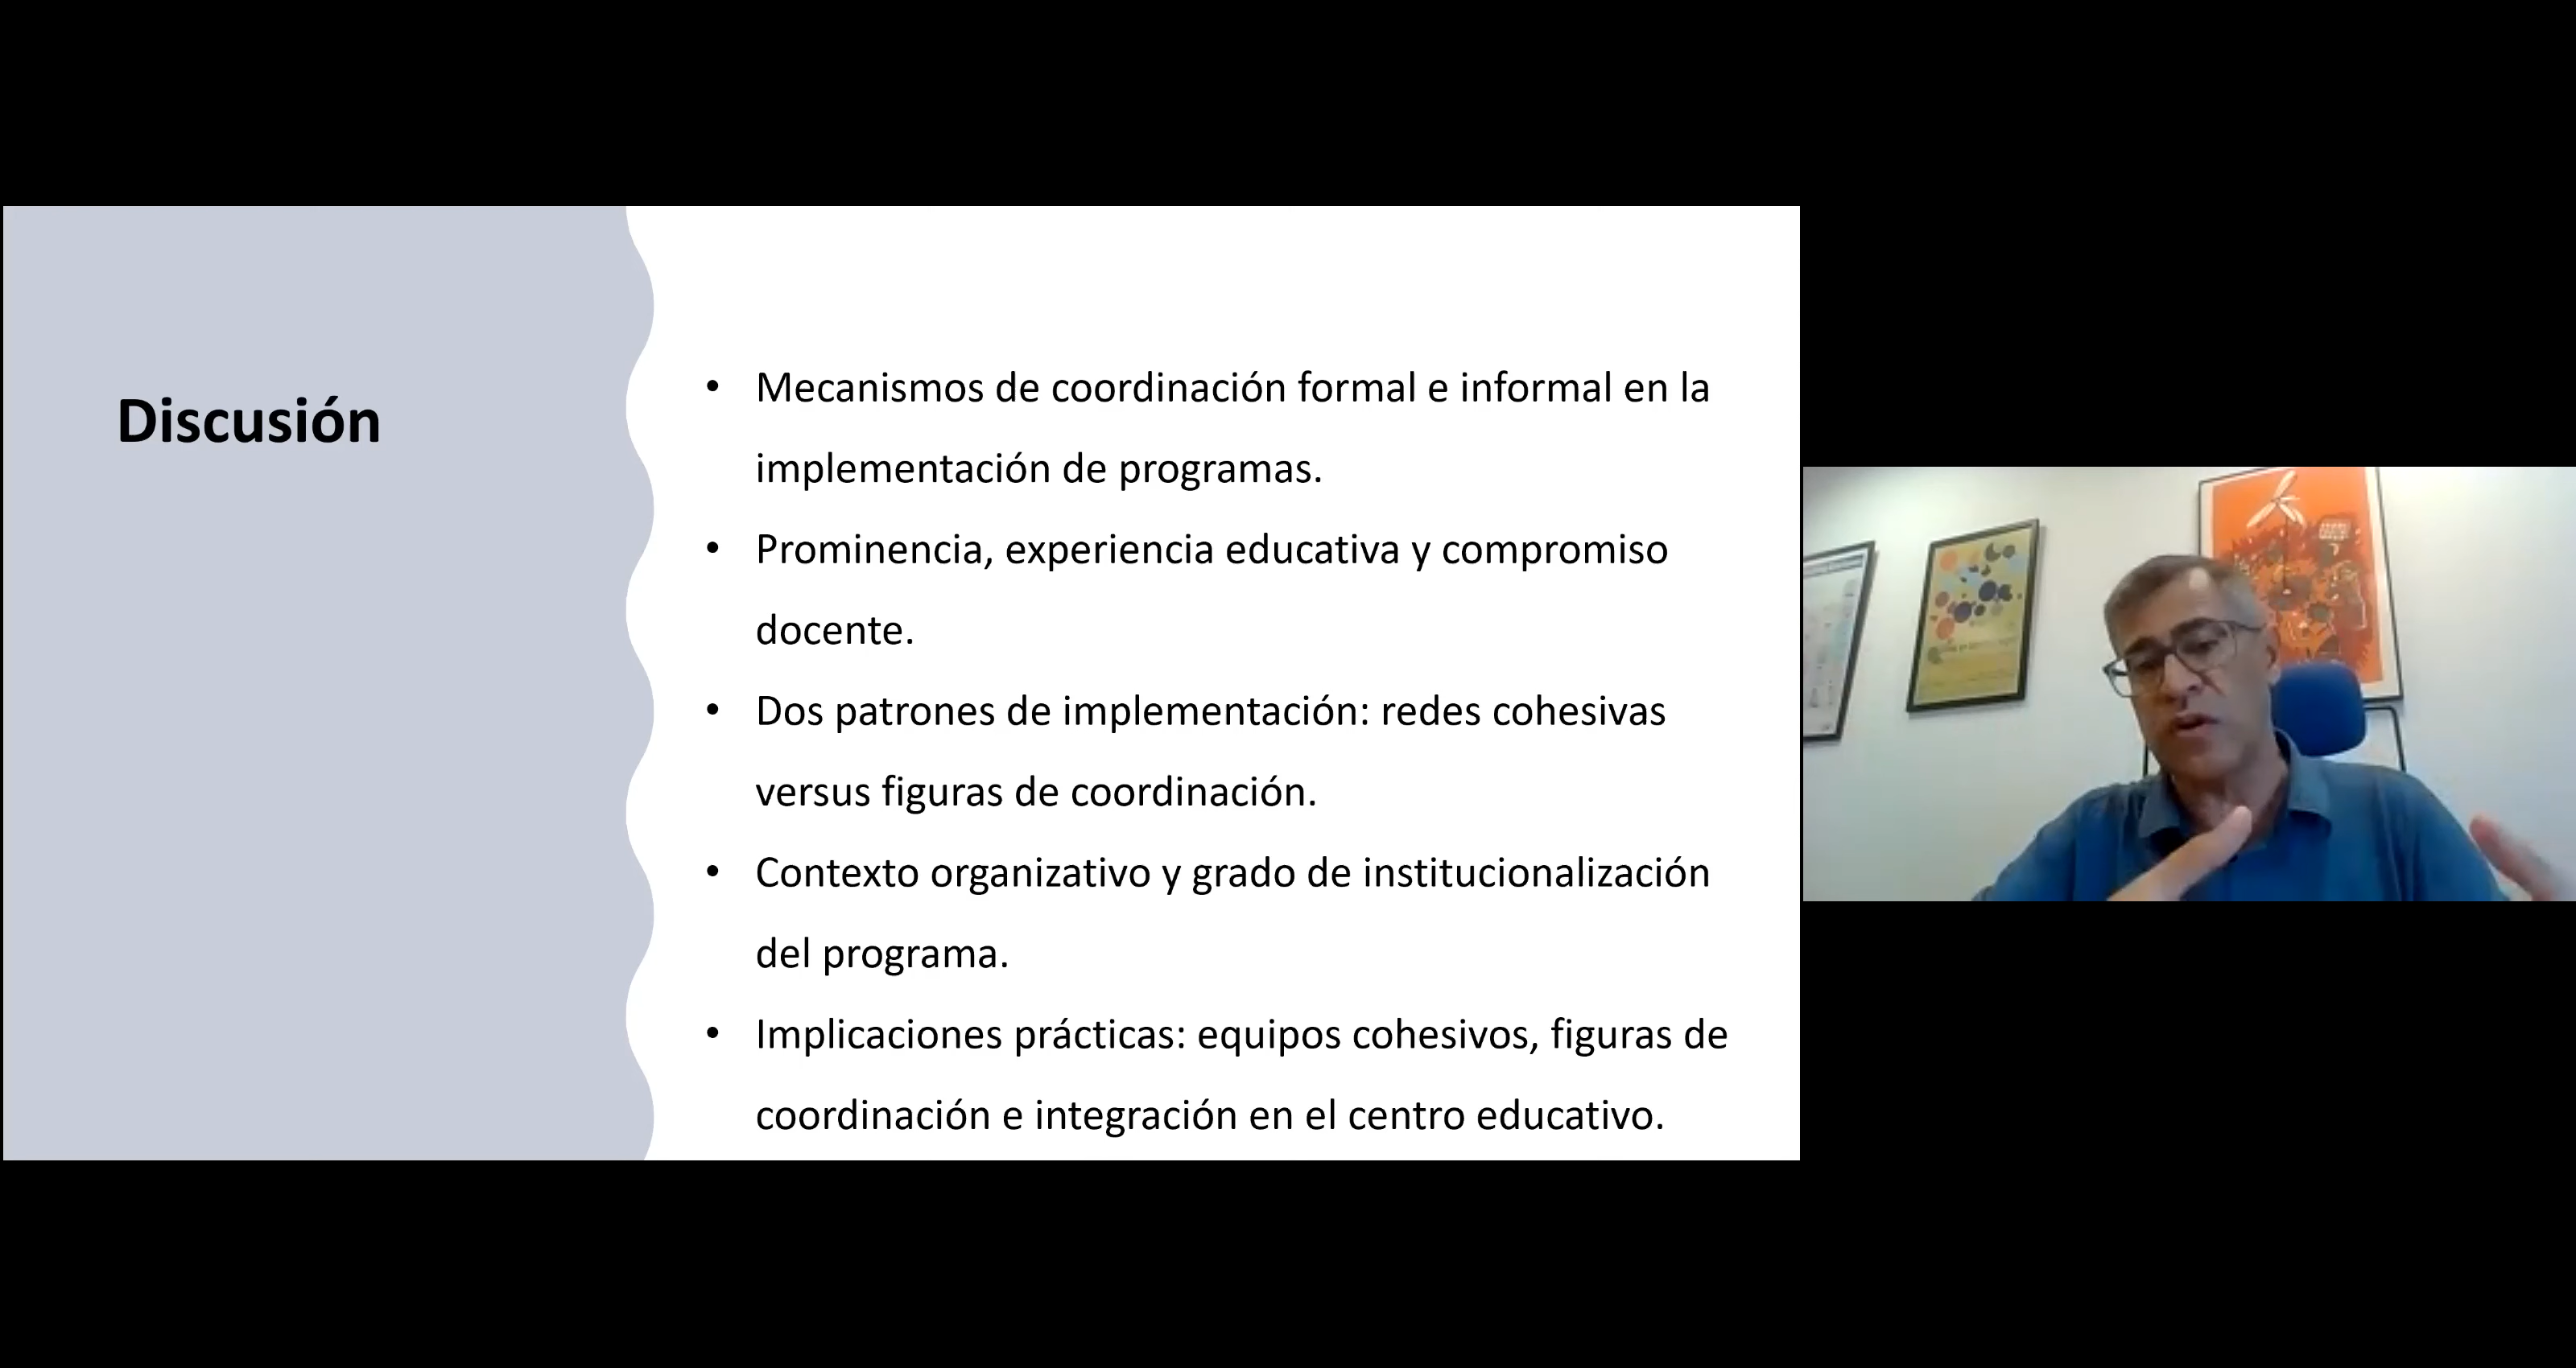 Discusión
• Mecanismos de coordinación formal e informal en la
implementación de programas.
• Prominencia, experiencia educativa y compromiso
docente.
• Dos patrones de implementación: redes cohesivas
versus figuras de coordinación.
• Contexto organizativo y grado de institucionalización
del programa.
• Implicaciones prácticas: equipos cohesivos, figuras de
coordinación e integración en el centro educativo.